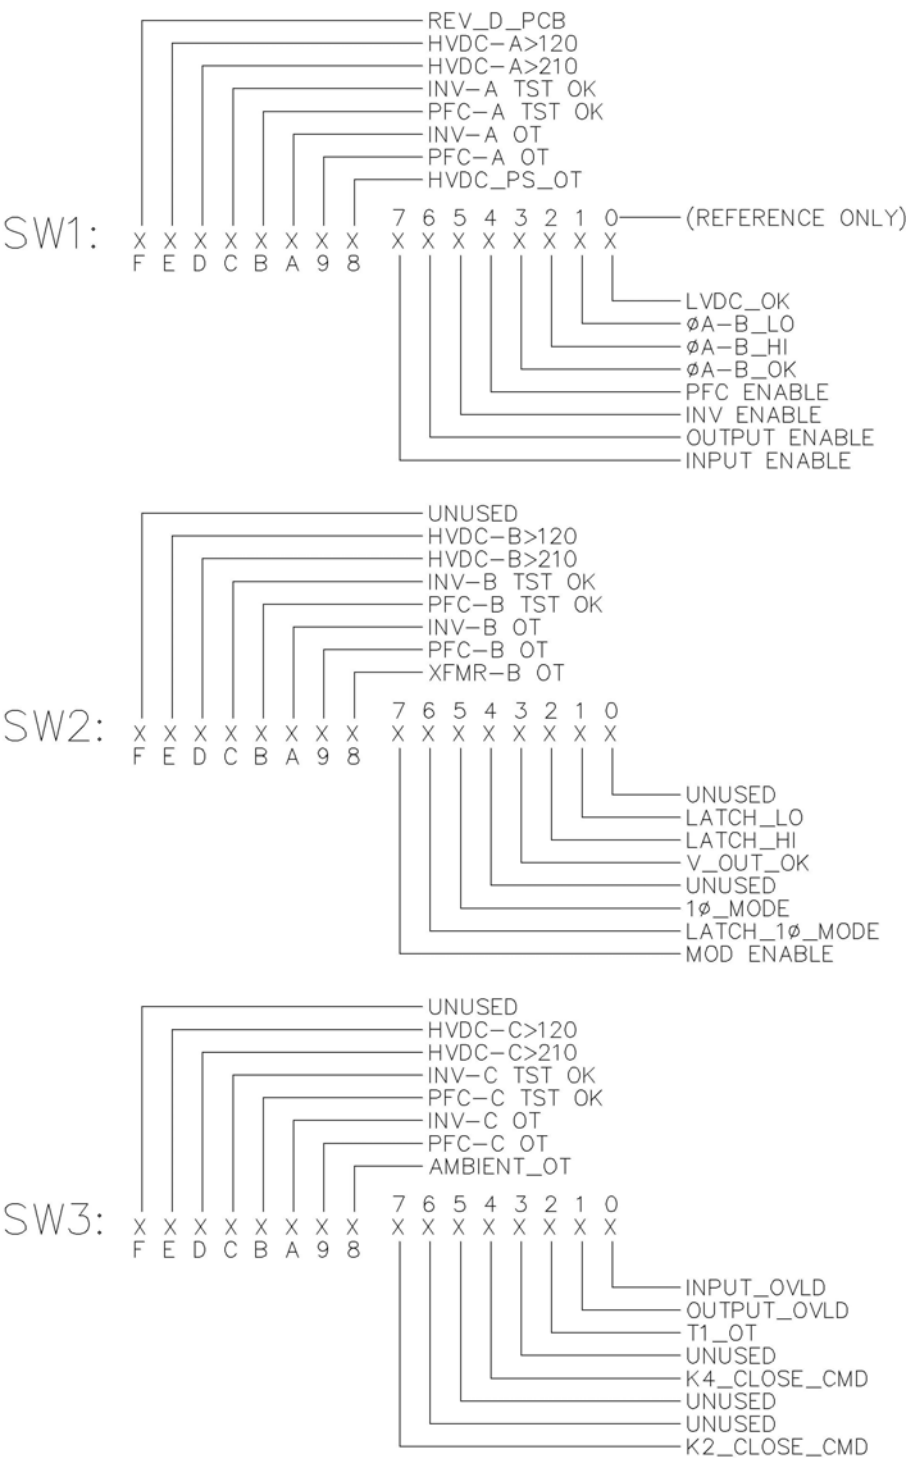 REV_D_PCB
HVDC-A>120
HVDC-A>210
INV-A TST OK
PFC-A TST OK
INV-A OT
PFC-A OT
HVDC_PS_OT
7 6 5 4 3 2 1 0 (REFERENCE ONLY)
SW1: X X X X X X X X X X X X X X X X
F E D C B A 9 8
LVDC_OK
øA-B_LO
øA-B_HI
øA-B_OK
PFC ENABLE
INV ENABLE
OUTPUT ENABLE
INPUT ENABLE
UNUSED
HVDC-B>120
HVDC-B>210
INV-B TST OK
PFC-B TST OK
INV-B OT
PFC-B OT
XFMR-B OT
7 6 5 4 3 2 1 0
SW2: X X X X X X X X X X X X X X X X
F E D C B A 9 8
UNUSED
LATCH_LO
LATCH_HI
V_OUT_OK
UNUSED
1ø_MODE
LATCH_1ø_MODE
MOD ENABLE
UNUSED
HVDC-C>120
HVDC-C>210
INV-C TST OK
PFC-C TST OK
INV-C OT
PFC-C OT
AMBIENT_OT
7 6 5 4 3 2 1 0
SW3: X X X X X X X X X X X X X X X X
F E D C B A 9 8
INPUT_OVLD
OUTPUT_OVLD
T1_OT
UNUSED
K4_CLOSE_CMD
UNUSED
UNUSED
K2_CLOSE_CMD